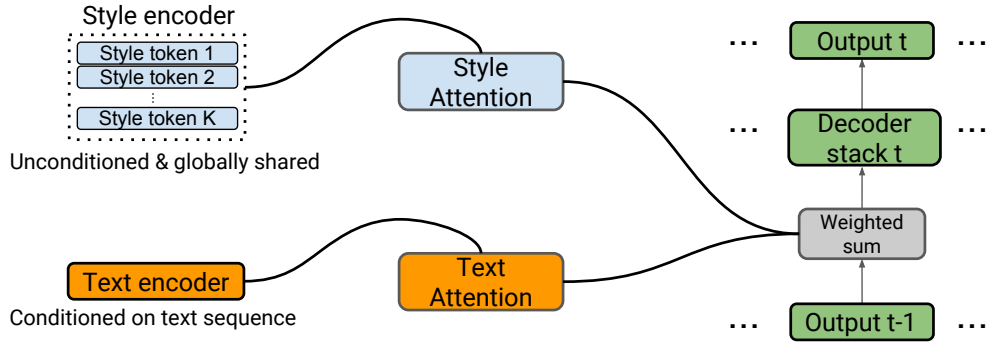 Style encoder
Style token 1
Style token 2
⋮
Style token K
Unconditioned & globally shared
Style
Attention
Text encoder
Conditioned on text sequence
Text
Attention
... Output t ...
... Decoder ...
stack t
Weighted
sum
... Output t-1 ...